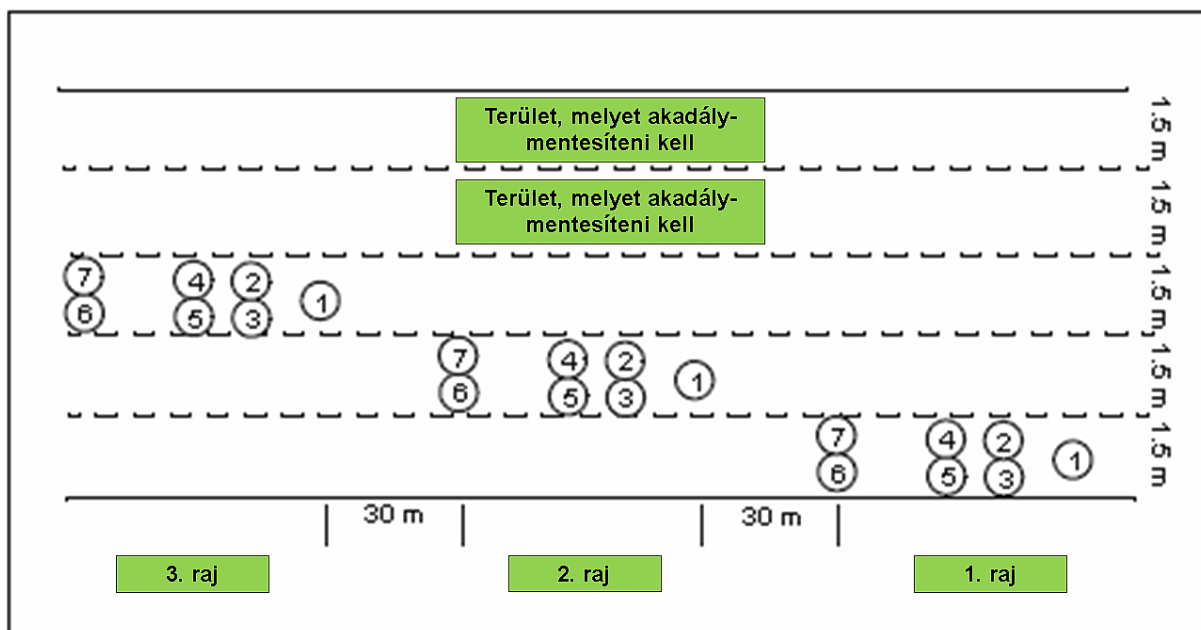 Terület, melyet akadály-
mentesíteni kell
1.5 m
Terület, melyet akadály-
mentesíteni kell
1.5 m
7 4 2
6 5 3 1
1.5 m
7 4 2
6 5 3 1
1.5 m
7 4 2
6 5 3 1
1.5 m
30 m 30 m
3. raj 2. raj 1. raj